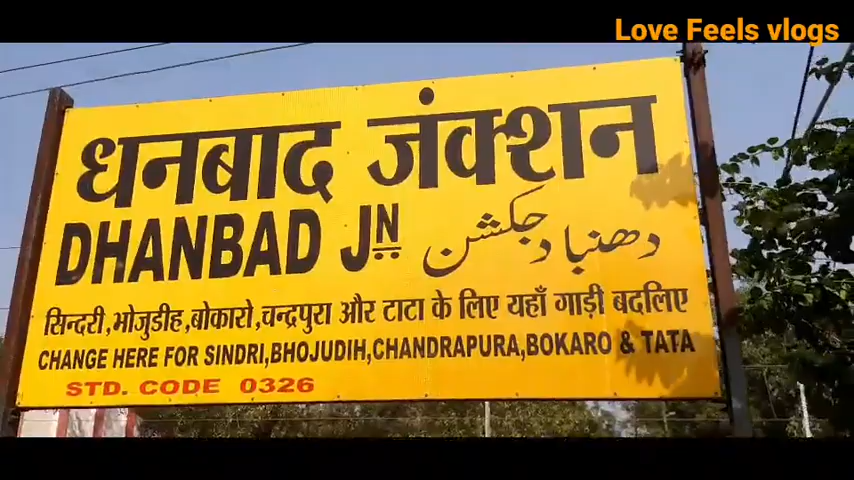 Love Feels vlogs
धनबाद जंक्शन
DHANBAD JN دھنباد جنکشن
सिन्दरी,भोजुडीह,बोकारो,चन्द्रपुरा और टाटा के लिए यहाँ गाड़ी बदलिए
CHANGE HERE FOR SINDRI,BHOJUDIH,CHANDRAPURA,BOKARO & TATA
STD. CODE 0326